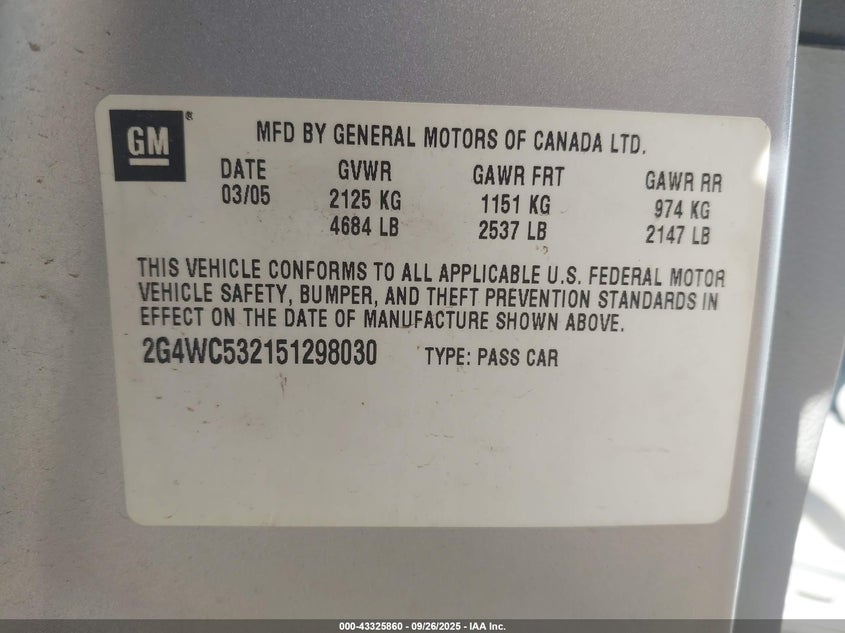 GM®
MFD BY GENERAL MOTORS OF CANADA LTD.
DATE GVWR GAWR FRT GAWR RR
03/05 2125 KG 1151 KG 974 KG
4684 LB 2537 LB 2147 LB
THIS VEHICLE CONFORMS TO ALL APPLICABLE U.S. FEDERAL MOTOR
VEHICLE SAFETY, BUMPER, AND THEFT PREVENTION STANDARDS IN
EFFECT ON THE DATE OF MANUFACTURE SHOWN ABOVE.
2G4WC532151298030 TYPE: PASS CAR
000-43325860 - 09/26/2025 - IAA Inc.